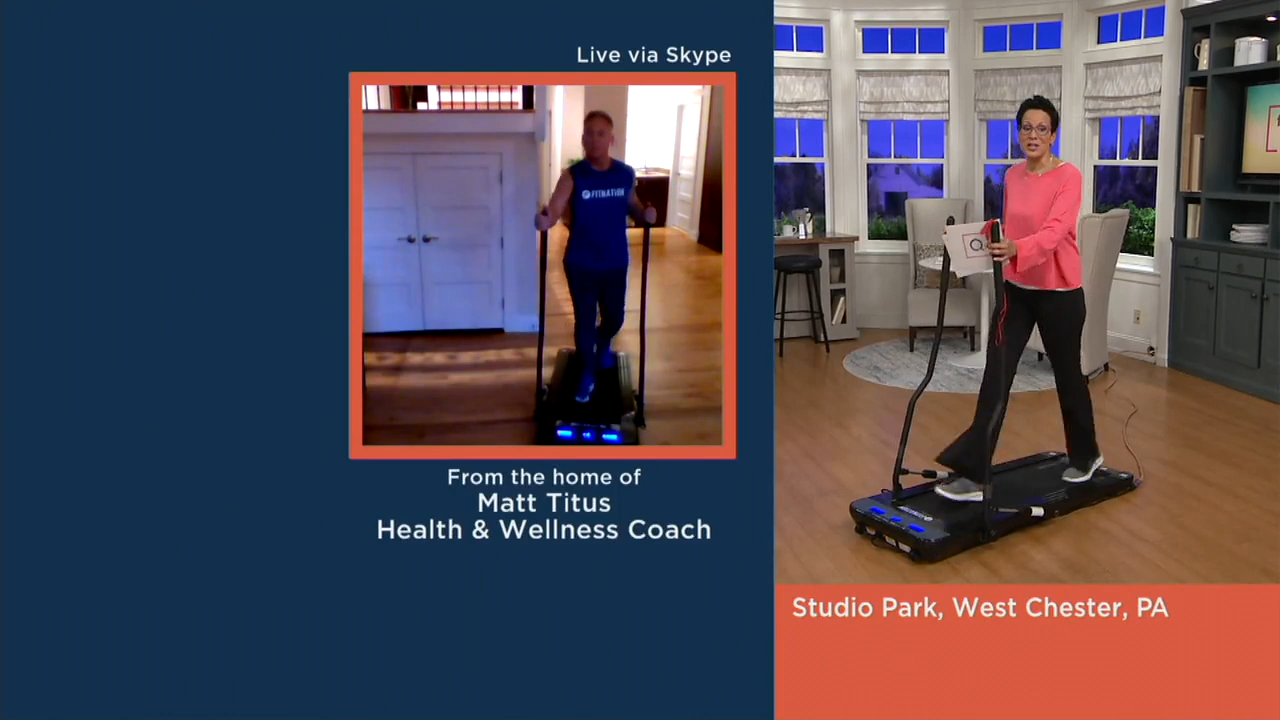 Live via Skype
FITNATION
From the home of
Matt Titus
Health & Wellness Coach
Q
Studio Park, West Chester, PA